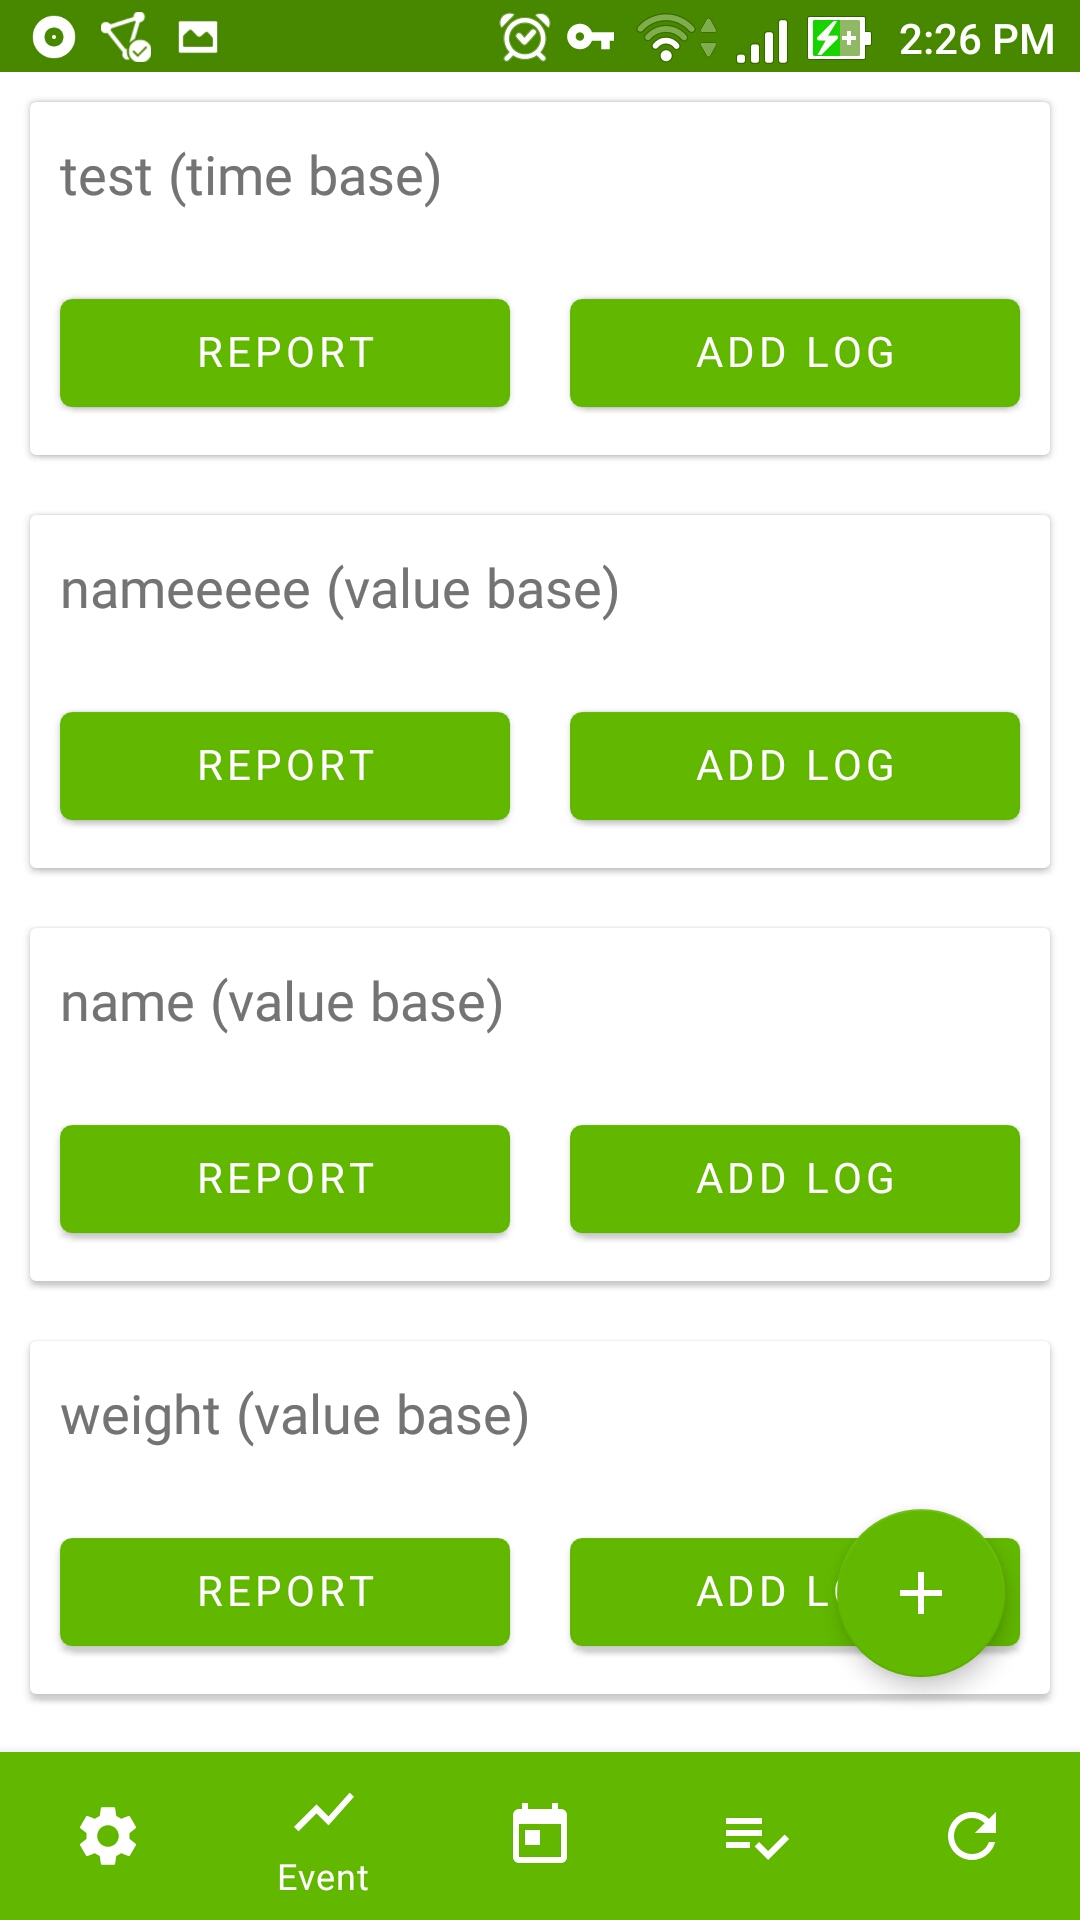 2:26 PM
test (time base)
REPORT ADD LOG
nameeeee (value base)
REPORT ADD LOG
name (value base)
REPORT ADD LOG
weight (value base)
REPORT ADD
Event